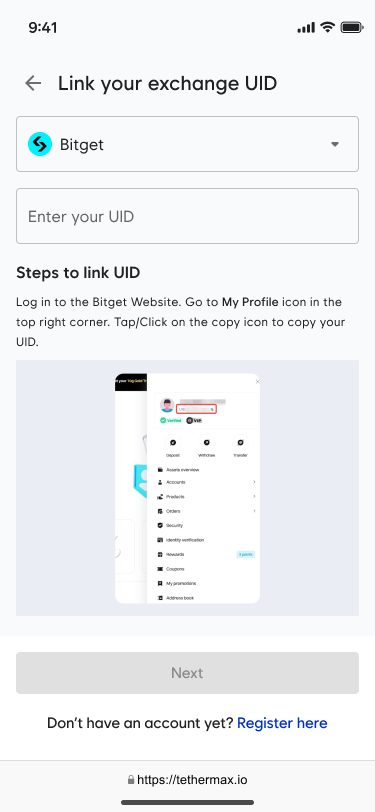 9:41
Link your exchange UID
Bitget
Enter your UID
Steps to link UID
Log in to the Bitget Website. Go to My Profile icon in the
top right corner. Tap/Click on the copy icon to copy your
UID.
Verified VIP
Deposit Withdraw Transfer
Assets overview
Accounts
Products
Orders
Security
Identity verification
Rewards
Coupons
My promotions
Address book
Next
Don't have an account yet? Register here
https://tethermax.io